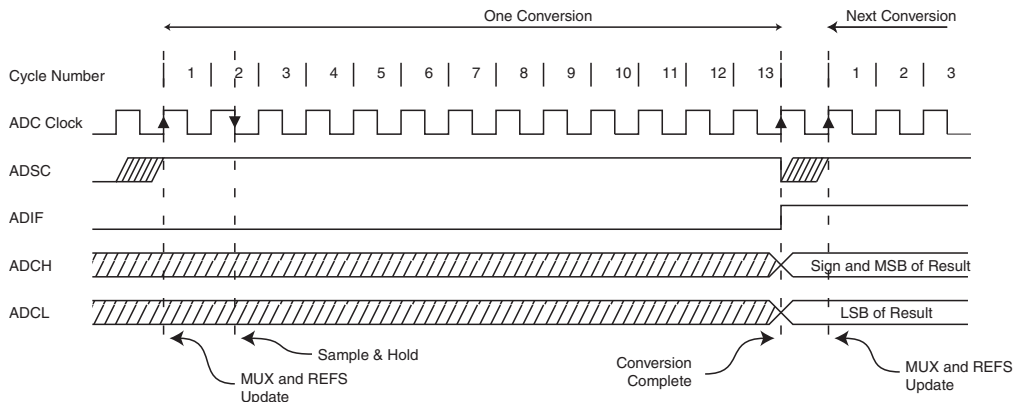 One Conversion
Next Conversion
Cycle Number 1 2 3 4 5 6 7 8 9 10 11 12 13 1 2 3
ADC Clock
ADSC
ADIF
ADCH
Sign and MSB of Result
ADCL
LSB of Result
Sample & Hold
MUX and REFS
Update
Conversion
Complete
MUX and REFS
Update